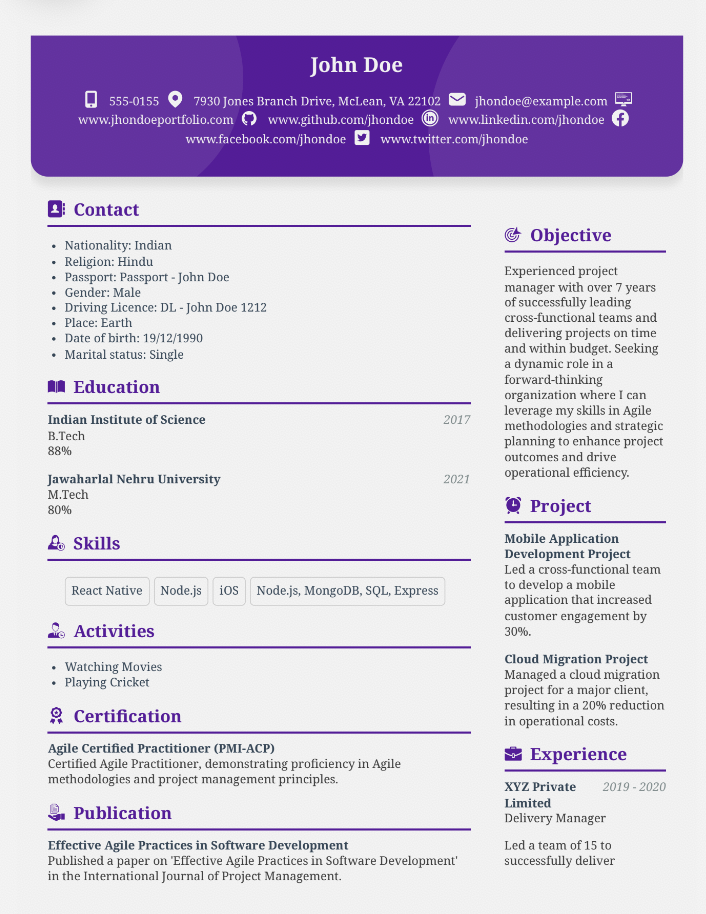 John Doe
555-0155 7930 Jones Branch Drive, McLean, VA 22102 jhondoe@example.com
www.jhondoeportfolio.com www.github.com/jhondoe www.linkedin.com/jhondoe
www.facebook.com/jhondoe www.twitter.com/jhondoe
Contact
• Nationality: Indian
• Religion: Hindu
• Passport: Passport - John Doe
• Gender: Male
• Driving Licence: DL - John Doe 1212
• Place: Earth
• Date of birth: 19/12/1990
• Marital status: Single
Education
Indian Institute of Science 2017
B.Tech
88%
Jawaharlal Nehru University 2021
M.Tech
80%
Skills
React Native Node.js iOS Node.js, MongoDB, SQL, Express
Activities
• Watching Movies
• Playing Cricket
Certification
Agile Certified Practitioner (PMI-ACP)
Certified Agile Practitioner, demonstrating proficiency in Agile
methodologies and project management principles.
Publication
Effective Agile Practices in Software Development
Published a paper on 'Effective Agile Practices in Software Development'
in the International Journal of Project Management.
Objective
Experienced project
manager with over 7 years
of successfully leading
cross-functional teams and
delivering projects on time
and within budget. Seeking
a dynamic role in a
forward-thinking
organization where I can
leverage my skills in Agile
methodologies and strategic
planning to enhance project
outcomes and drive
operational efficiency.
Project
Mobile Application
Development Project
Led a cross-functional team
to develop a mobile
application that increased
customer engagement by
30%.
Cloud Migration Project
Managed a cloud migration
project for a major client,
resulting in a 20% reduction
in operational costs.
Experience
XYZ Private 2019 - 2020
Limited
Delivery Manager
Led a team of 15 to
successfully deliver